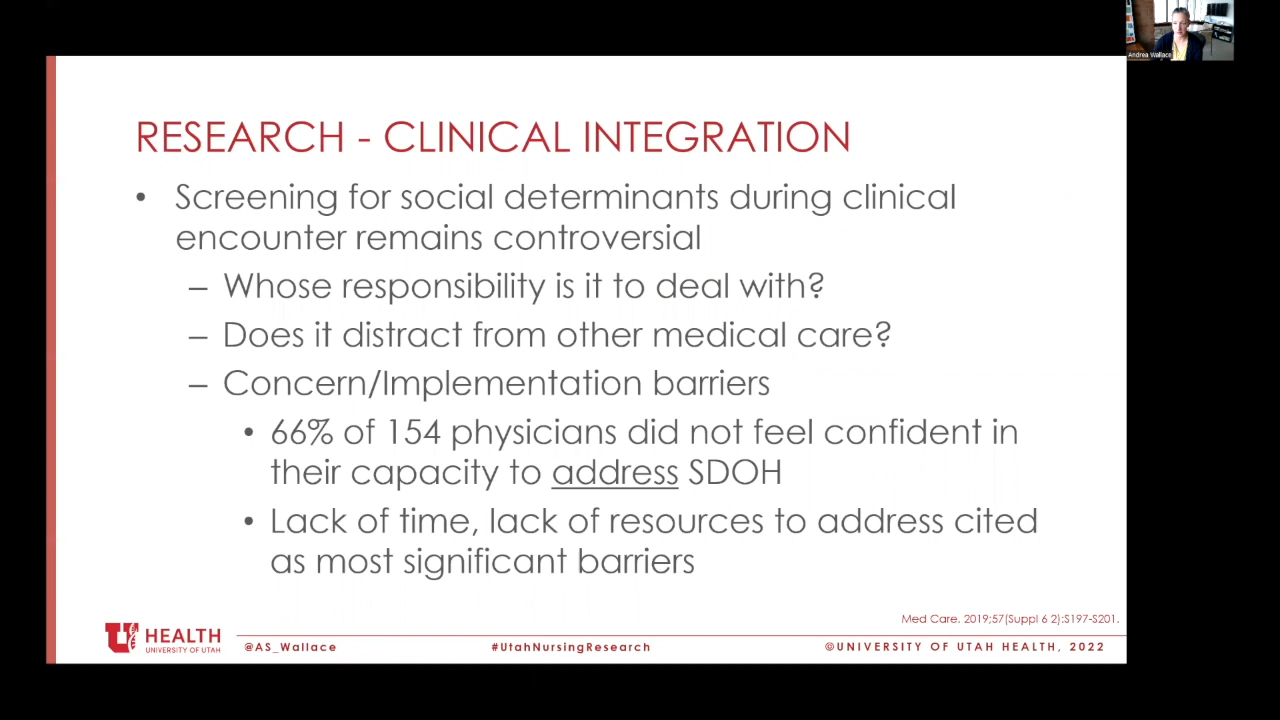 Andrea Wallace
RESEARCH - CLINICAL INTEGRATION
• Screening for social determinants during clinical
encounter remains controversial
– Whose responsibility is it to deal with?
– Does it distract from other medical care?
– Concern/Implementation barriers
• 66% of 154 physicians did not feel confident in
their capacity to address SDOH
• Lack of time, lack of resources to address cited
as most significant barriers
Med Care. 2019;57(Suppl 6 2):S197-S201.
U HEALTH
UNIVERSITY OF UTAH
@AS_Wallace
#UtahNursingResearch
©UNIVERSITY OF UTAH HEALTH, 2022